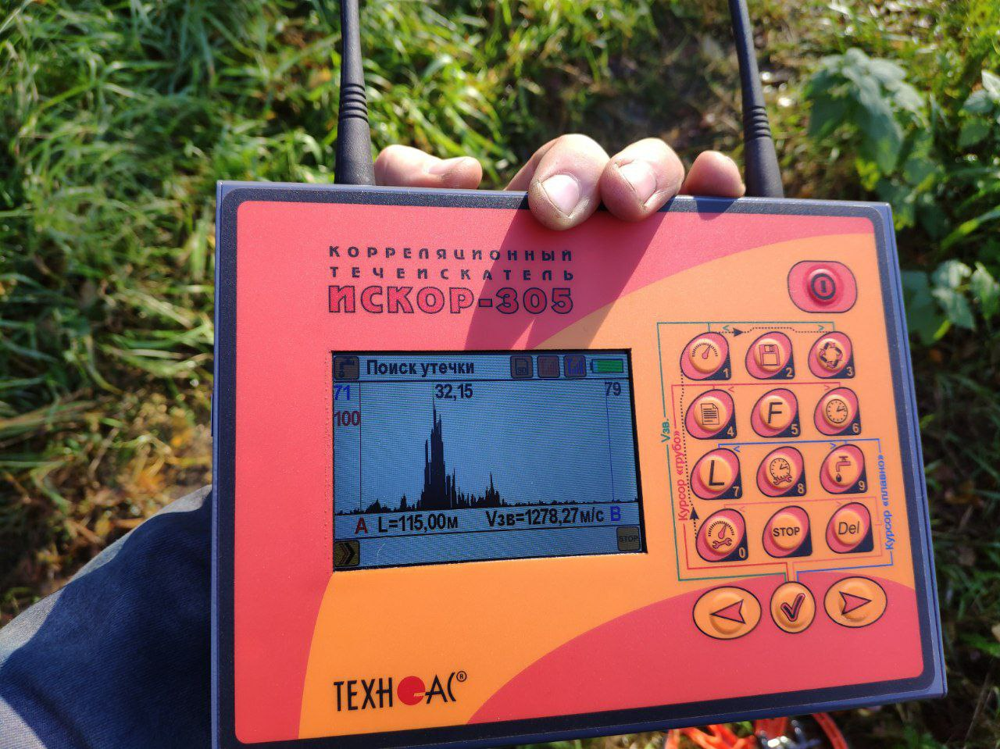 КОРРЕЛЯЦИОННЫЙ
ТЕЧЕИСКАТЕЛЬ
ИСКОР-305
Поиск утечки
71
32,15
79
100
A L=115,00м Vзв=1278,27м/с B
STOP
1
2
3
4
F
5
6
L
7
8
9
0
STOP
Del
Vзв.
Курсор «грубо»
Курсор «плавно»
ТЕХНО-АС®